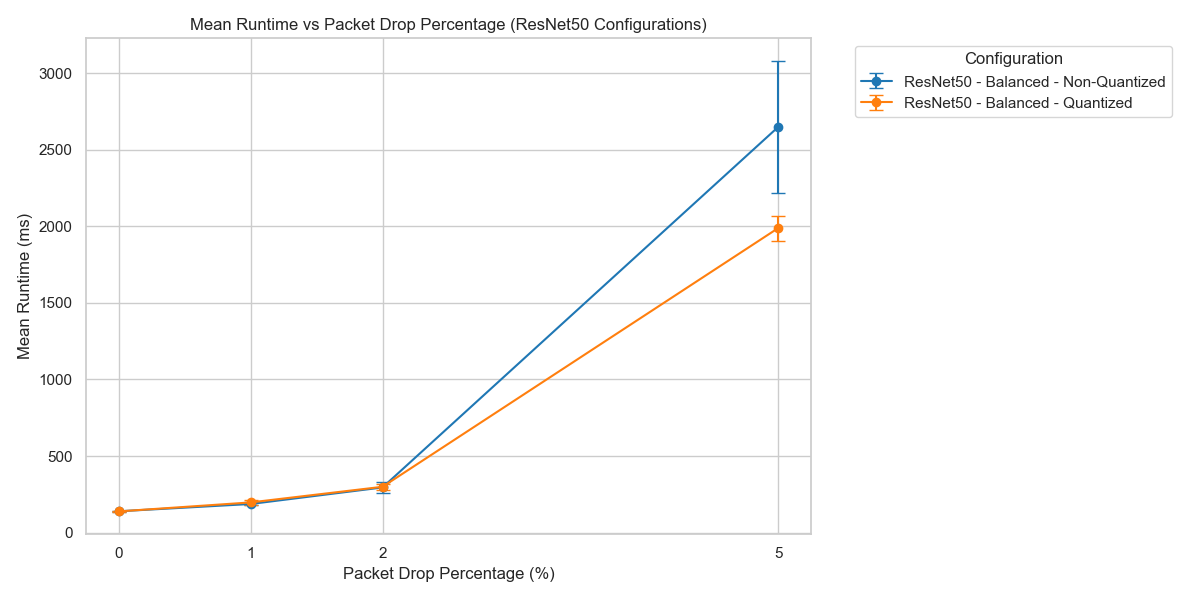 Mean Runtime vs Packet Drop Percentage (ResNet50 Configurations)
Configuration
ResNet50 - Balanced - Non-Quantized
ResNet50 - Balanced - Quantized
Mean Runtime (ms)
3000
2500
2000
1500
1000
500
0
0 1 2 5
Packet Drop Percentage (%)